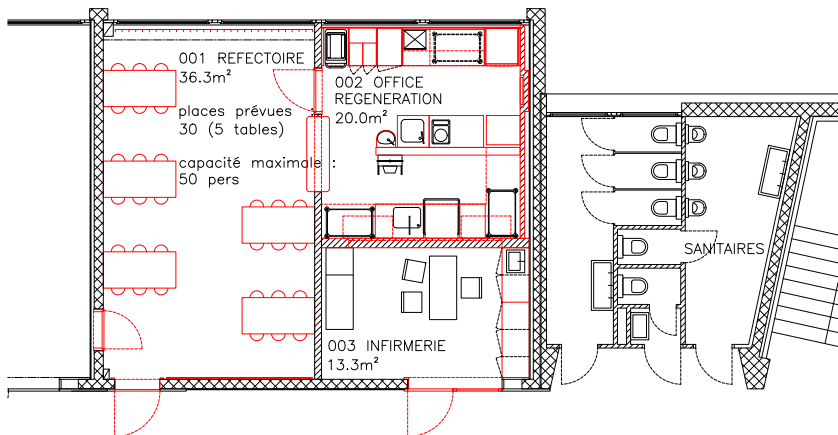 001 REFECTOIRE
36.3m²
places prévues :
30 (5 tables)
capacité maximale :
50 pers
002 OFFICE
REGENERATION
20.0m²
003 INFIRMERIE
13.3m²
SANITAIRES